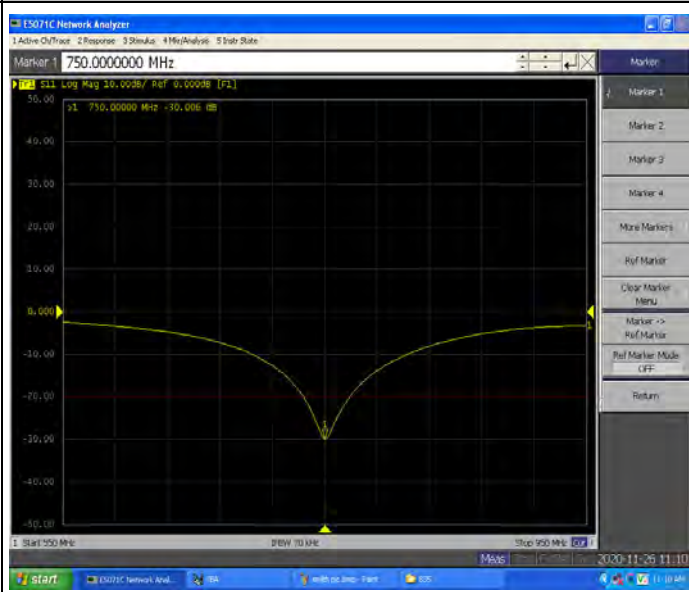 E5071C Network Analyzer
1 Active Ch/Trace 2 Response 3 Stimulus 4 Mkr/Analysis 5 Instr State
Marker 1 750.0000000 MHz
Marker
Tr1 S11 Log Mag 10.00dB/ Ref 0.000dB [F1]
50.00
>1 750.00000 MHz -30.006 dB
40.00
30.00
20.00
10.00
0.000
-10.00
-20.00
-30.00
-40.00
-50.00
1
1
Marker 1
Marker 2
Marker 3
Marker 4
More Markers
Ref Marker
Clear Marker
Menu
Marker ->
Ref Marker
Ref Marker Mode
OFF
Return
1 Start 550 MHz
IFBW 70 kHz
Stop 950 MHz
Meas
2020-11-26 11:10
start
E5071C Network Anal...
11:10 AM